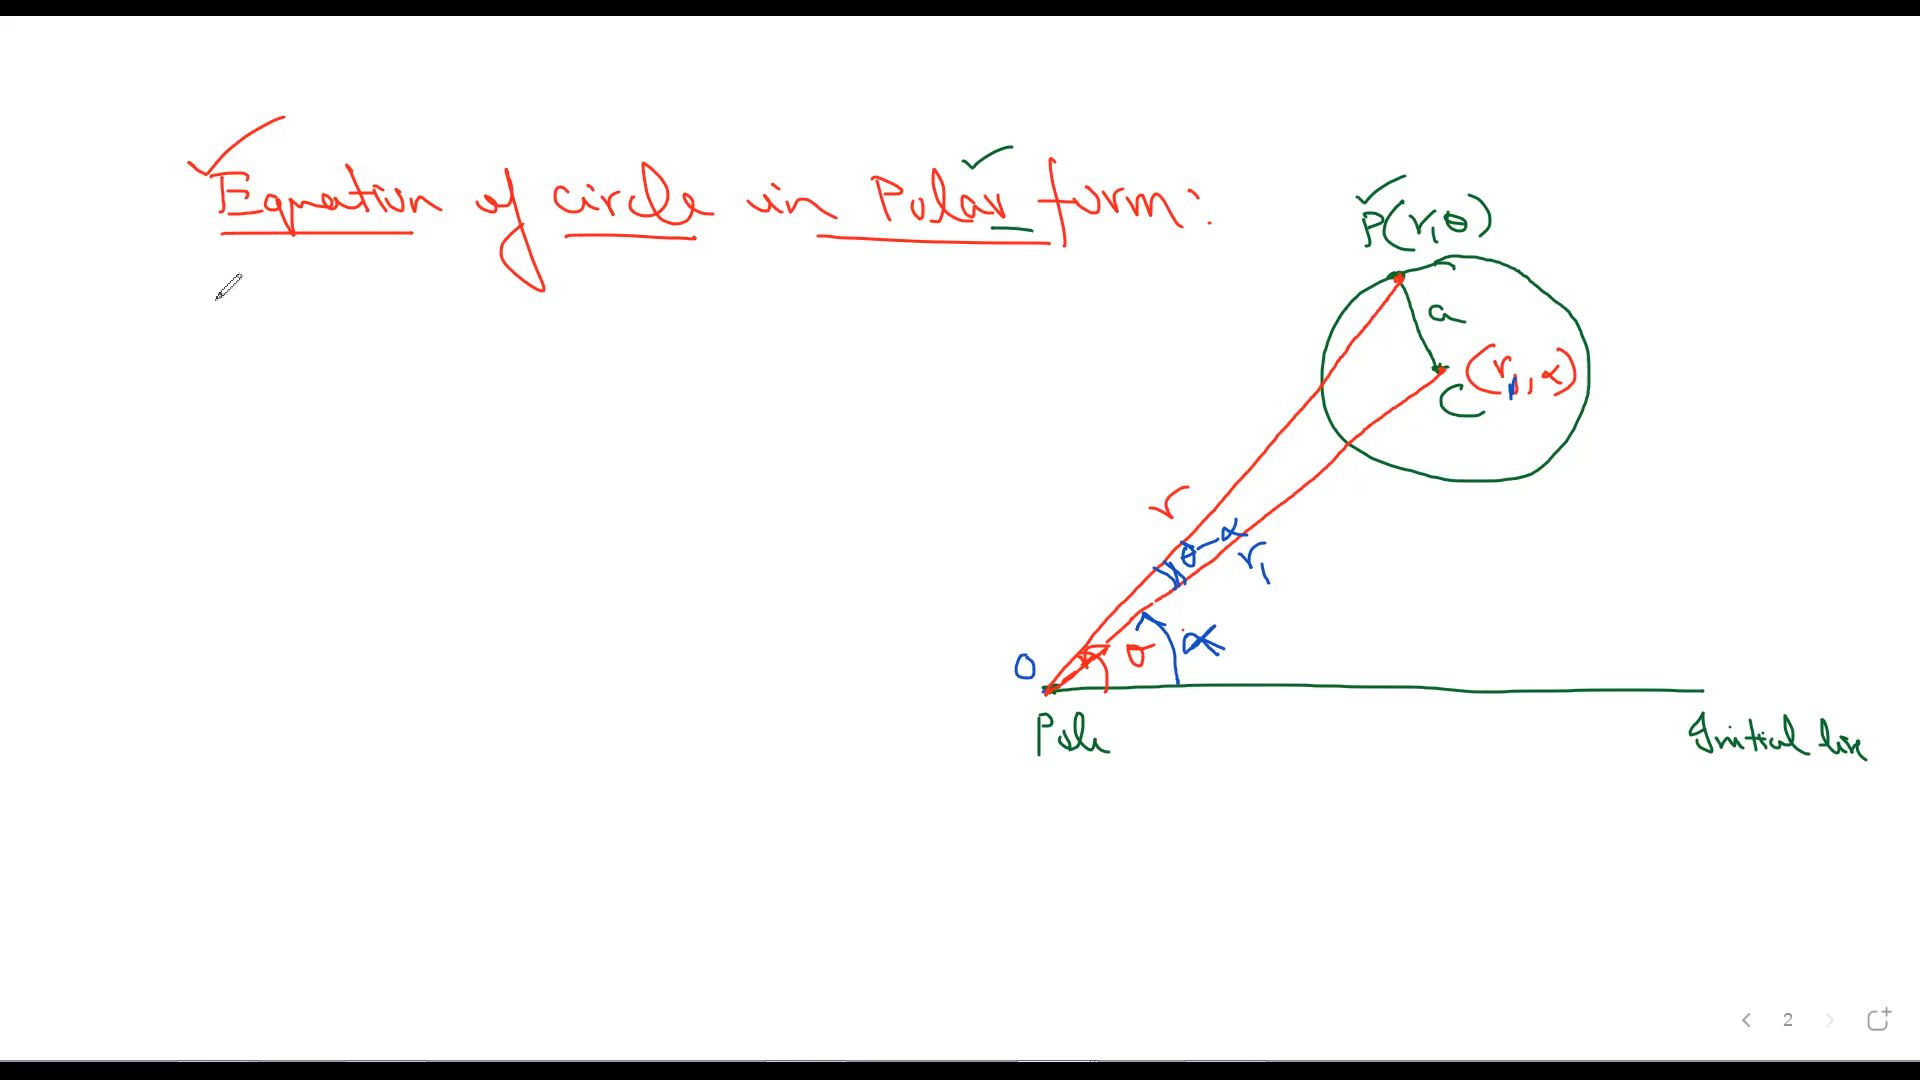 Equation of circle in Polar form:
P(r, θ)
a
C (r₁, α)
r
θ-α
r₁
O
θ
α
Pole
Initial line
2